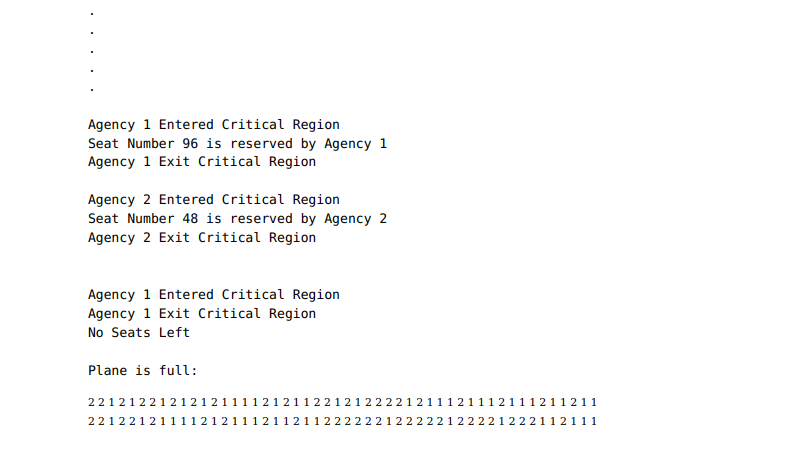 .
.
.
.
.
Agency 1 Entered Critical Region
Seat Number 96 is reserved by Agency 1
Agency 1 Exit Critical Region
Agency 2 Entered Critical Region
Seat Number 48 is reserved by Agency 2
Agency 2 Exit Critical Region
Agency 1 Entered Critical Region
Agency 1 Exit Critical Region
No Seats Left
Plane is full:
2 2 1 2 1 2 2 1 2 1 2 1 2 1 1 1 1 2 1 2 1 1 2 2 1 2 1 2 2 2 2 1 2 1 1 1 2 1 1 1 2 1 1 1 2 1 1 2 1 1
2 2 1 2 2 1 2 1 1 1 1 2 1 2 1 1 1 2 1 1 2 1 1 2 2 2 2 2 2 1 2 2 2 2 2 1 2 2 2 2 1 2 2 2 1 1 2 1 1 1